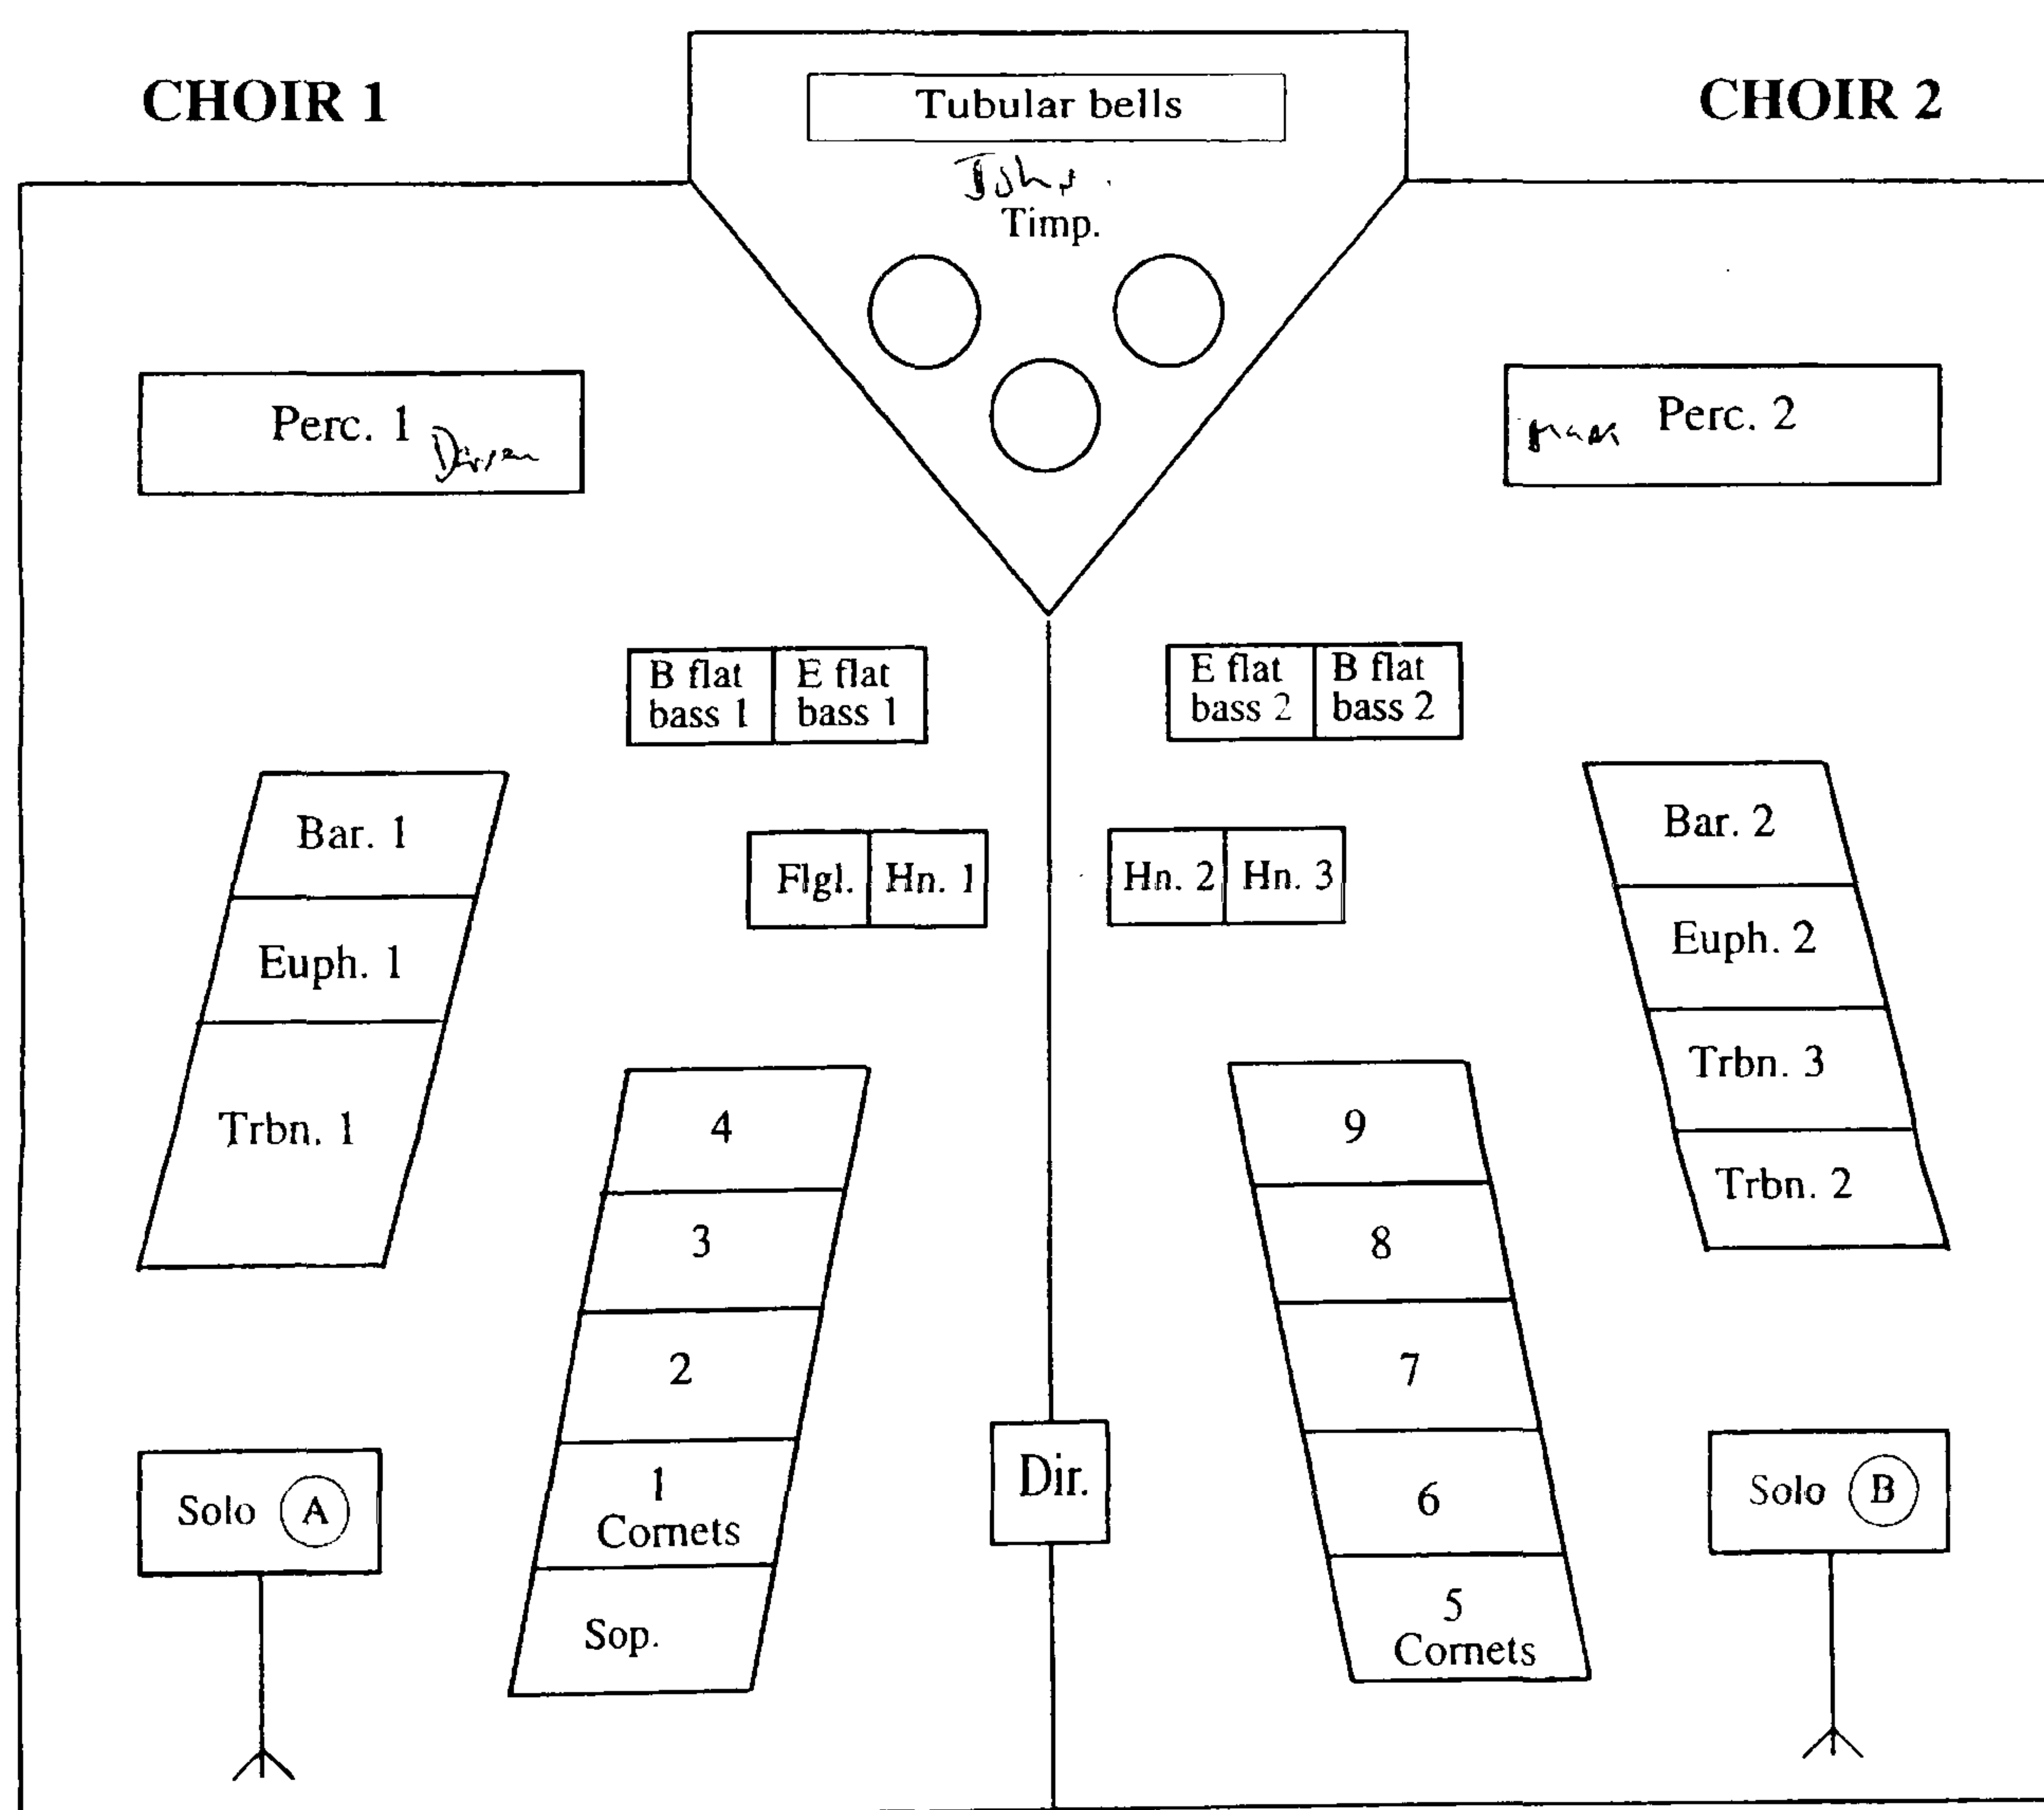 CHOIR 1
CHOIR 2
Tubular bells
John
Timp.
Perc. 1
Perc. 2
B flat
bass 1
E flat
bass 1
E flat
bass 2
B flat
bass 2
Bar. 1
Euph. 1
Trbn. 1
Flgl.
Hn. 1
Hn. 2
Hn. 3
Bar. 2
Euph. 2
Trbn. 3
Trbn. 2
4
3
2
1
Cornets
Sop.
9
8
7
6
5
Cornets
Dir.
Solo A
Solo B